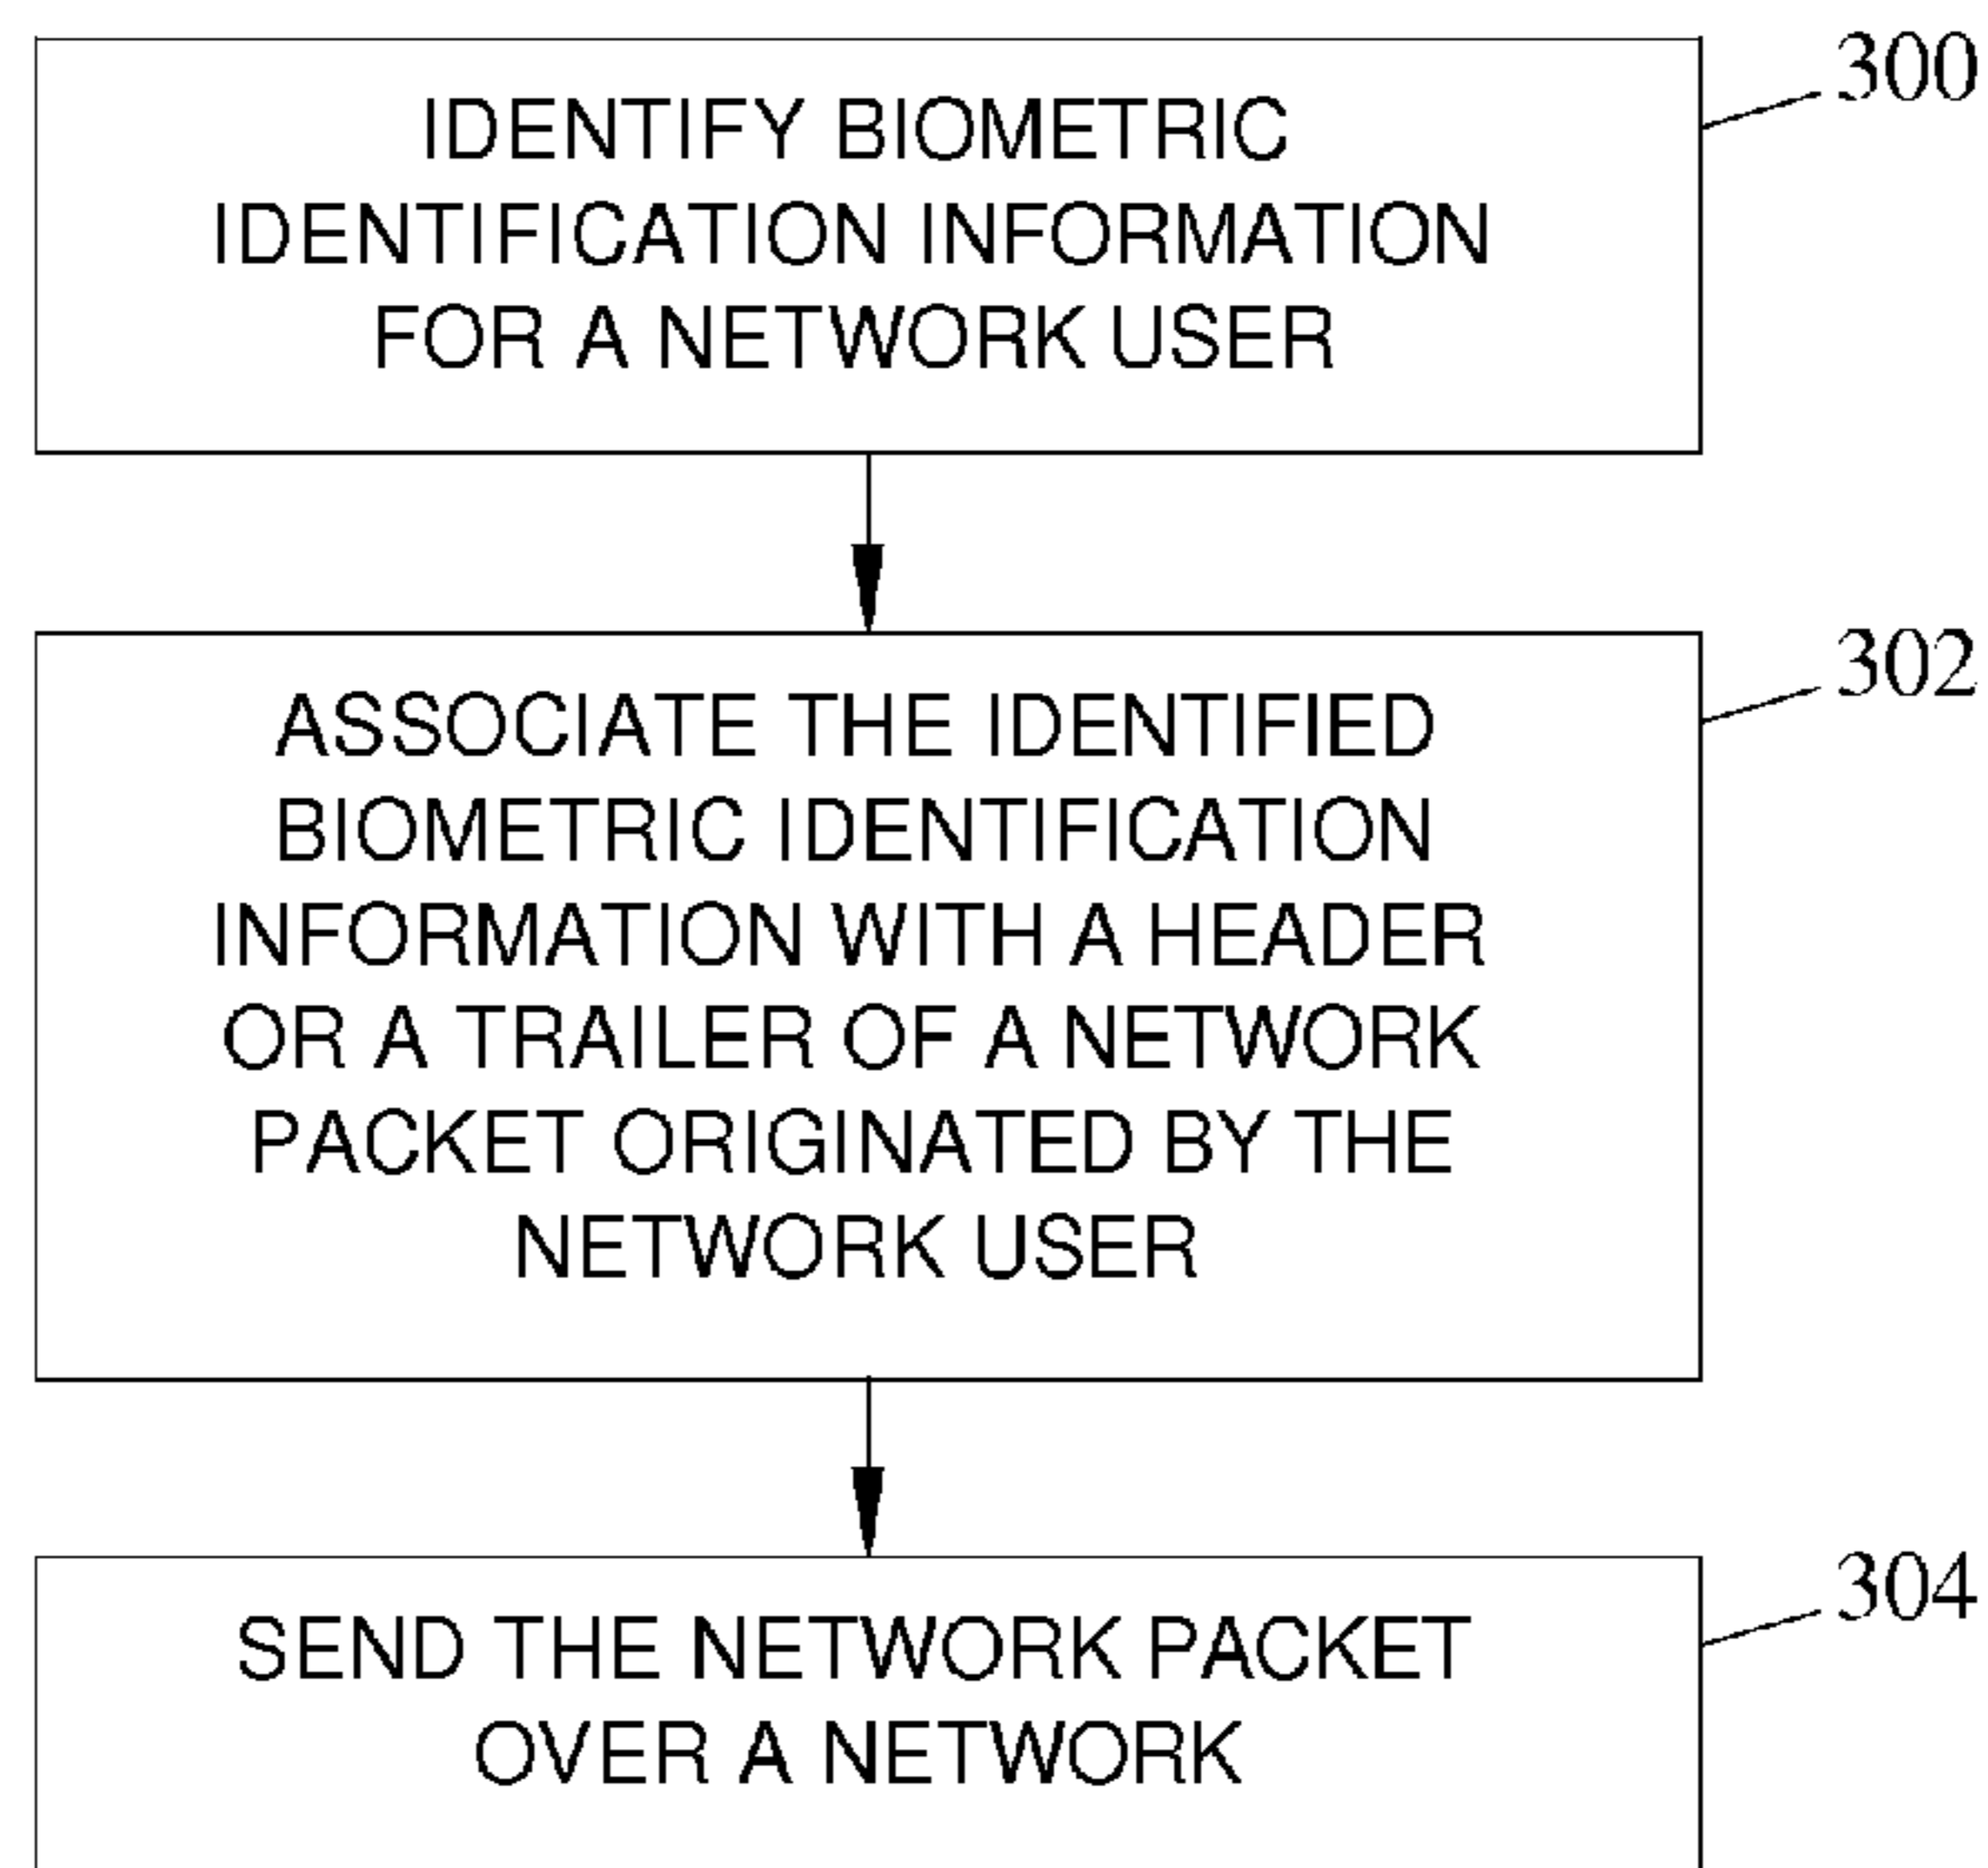 300
IDENTIFY BIOMETRIC
IDENTIFICATION INFORMATION
FOR A NETWORK USER
302
ASSOCIATE THE IDENTIFIED
BIOMETRIC IDENTIFICATION
INFORMATION WITH A HEADER
OR A TRAILER OF A NETWORK
PACKET ORIGINATED BY THE
NETWORK USER
304
SEND THE NETWORK PACKET
OVER A NETWORK